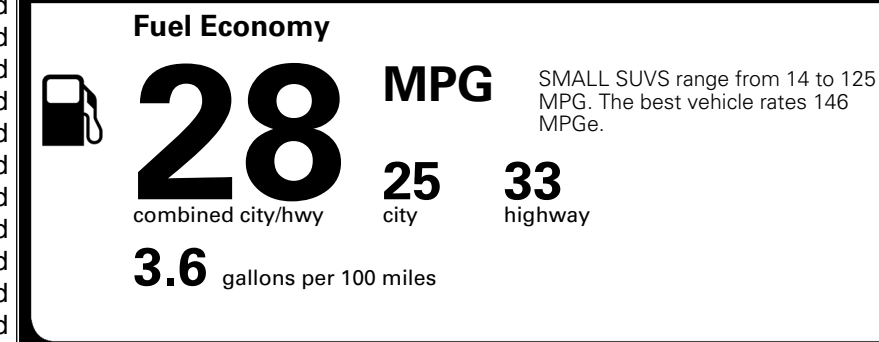 Fuel Economy
28 MPG
SMALL SUVS range from 14 to 125
MPG. The best vehicle rates 146
MPGe.
combined city/hwy
25
city
33
highway
3.6 gallons per 100 miles
d
d
d
d
d
d
d
d
d
d
d